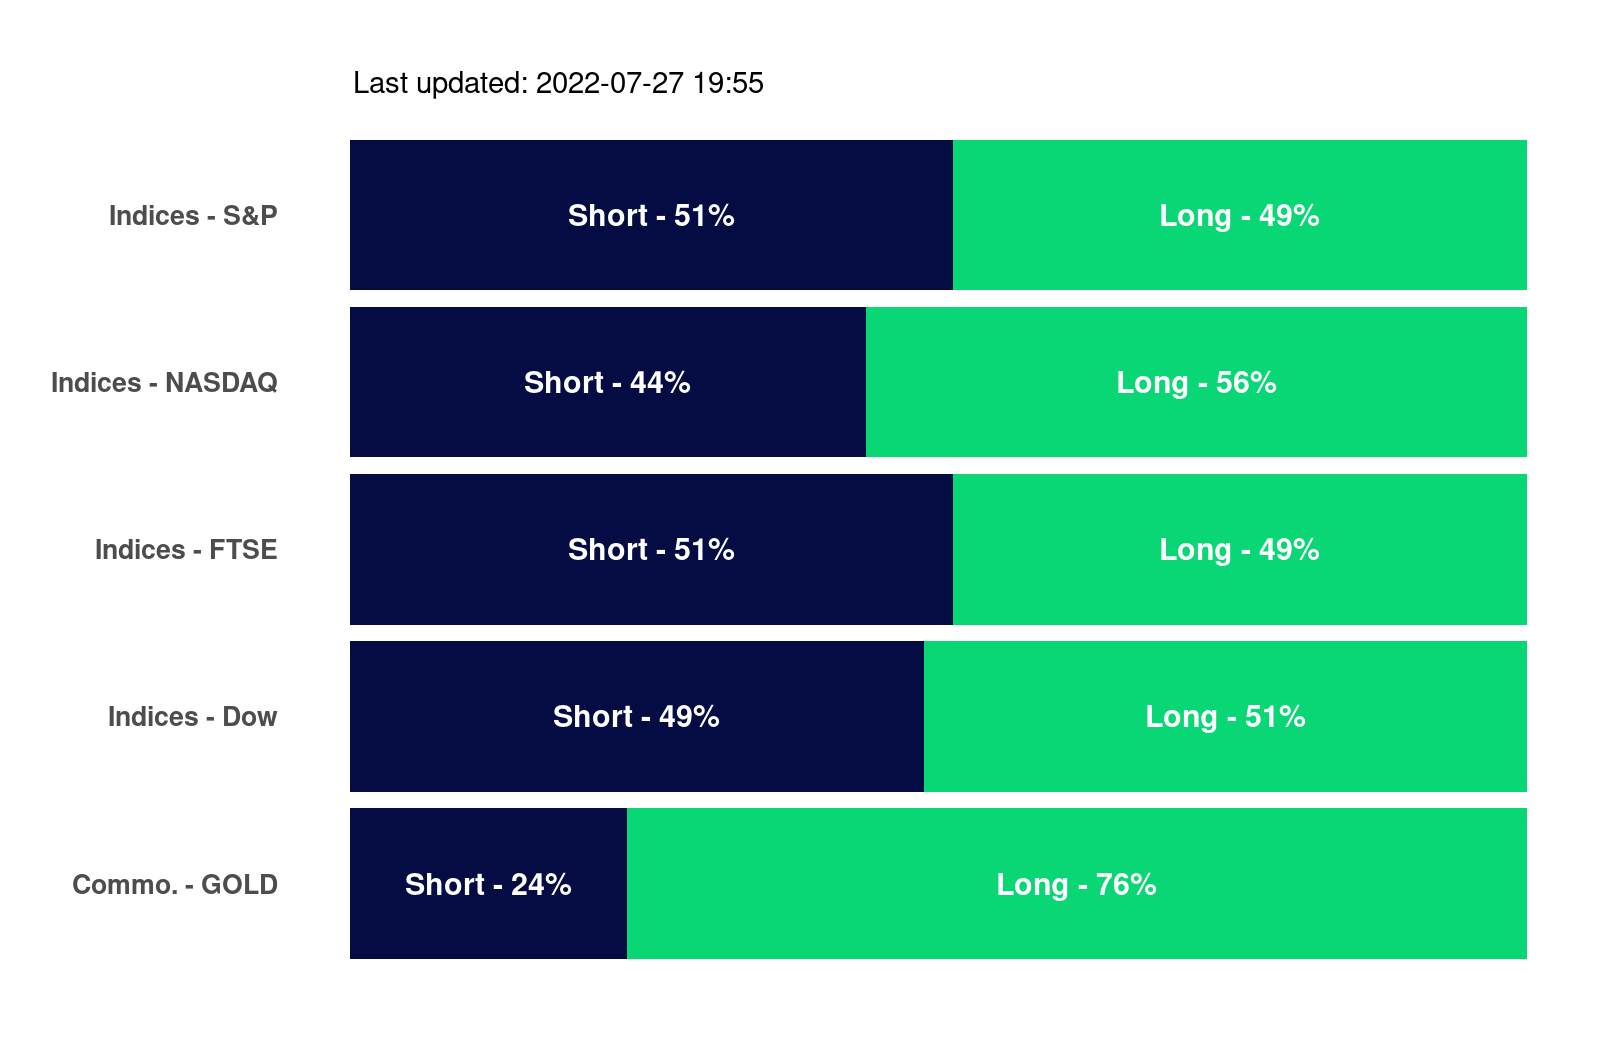 Last updated: 2022-07-27 19:55
Indices - S&P Short - 51% Long - 49%
Indices - NASDAQ Short - 44% Long - 56%
Indices - FTSE Short - 51% Long - 49%
Indices - Dow Short - 49% Long - 51%
Commo. - GOLD Short - 24% Long - 76%